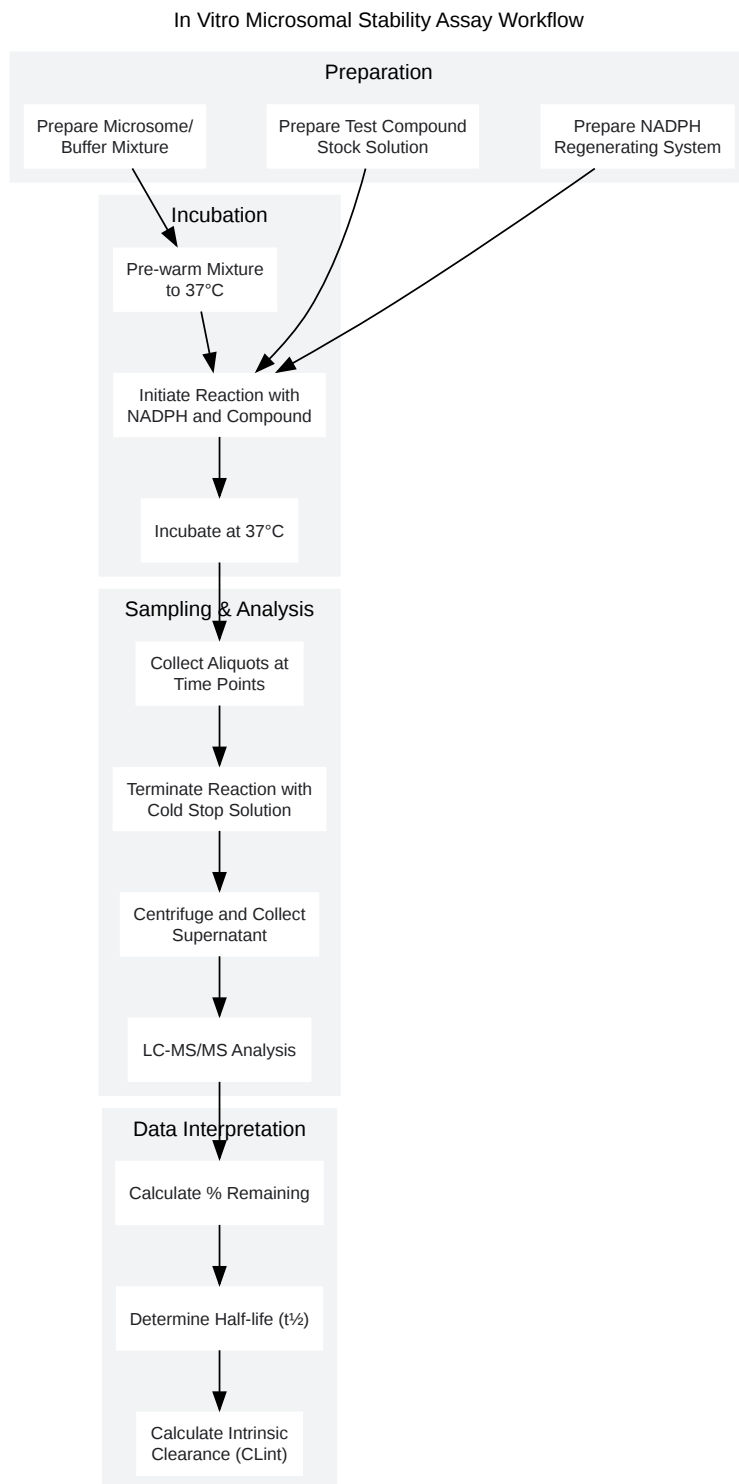 In Vitro Microsomal Stability Assay Workflow
Preparation
Prepare Microsome/
Buffer Mixture
Prepare Test Compound
Stock Solution
Prepare NADPH
Regenerating System
Incubation
Pre-warm Mixture
to 37°C
Initiate Reaction with
NADPH and Compound
Incubate at 37°C
Sampling & Analysis
Collect Aliquots at
Time Points
Terminate Reaction with
Cold Stop Solution
Centrifuge and Collect
Supernatant
LC-MS/MS Analysis
Data Interpretation
Calculate % Remaining
Determine Half-life (t½)
Calculate Intrinsic
Clearance (CLint)